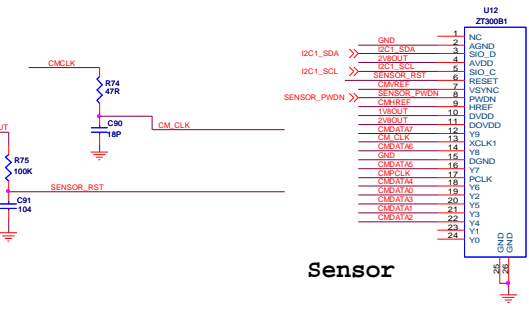 U12
ZT300B1
CMCLK
R74
47R
C90
18P
CM_CLK
UT
R75
100K
SENSOR_RST
C91
104
I2C1_SDA
I2C1_SCL
SENSOR_PWDN
1 NC
GND 2 AGND
I2C1_SDA 3 SIO_D
2V8OUT 4 AVDD
I2C1_SCL 5 SIO_C
SENSOR_RST 6 RESET
CMVREF 7 VSYNC
SENSOR_PWDN 8 PWDN
CMHREF 9 HREF
1V8OUT 10 DVDD
2V8OUT 11 DOVDD
CMDATA7 12 Y9
CM_CLK 13 XCLK1
CMDATA6 14 Y8
GND 15 DGND
CMDATA5 16 Y7
CMPCLK 17 PCLK
CMDATA4 18 Y6
CMDATA0 19 Y2
CMDATA3 20 Y5
CMDATA1 21 Y3
CMDATA2 22 Y4
23 Y1
24 Y0
GND
GND
25
26
Sensor